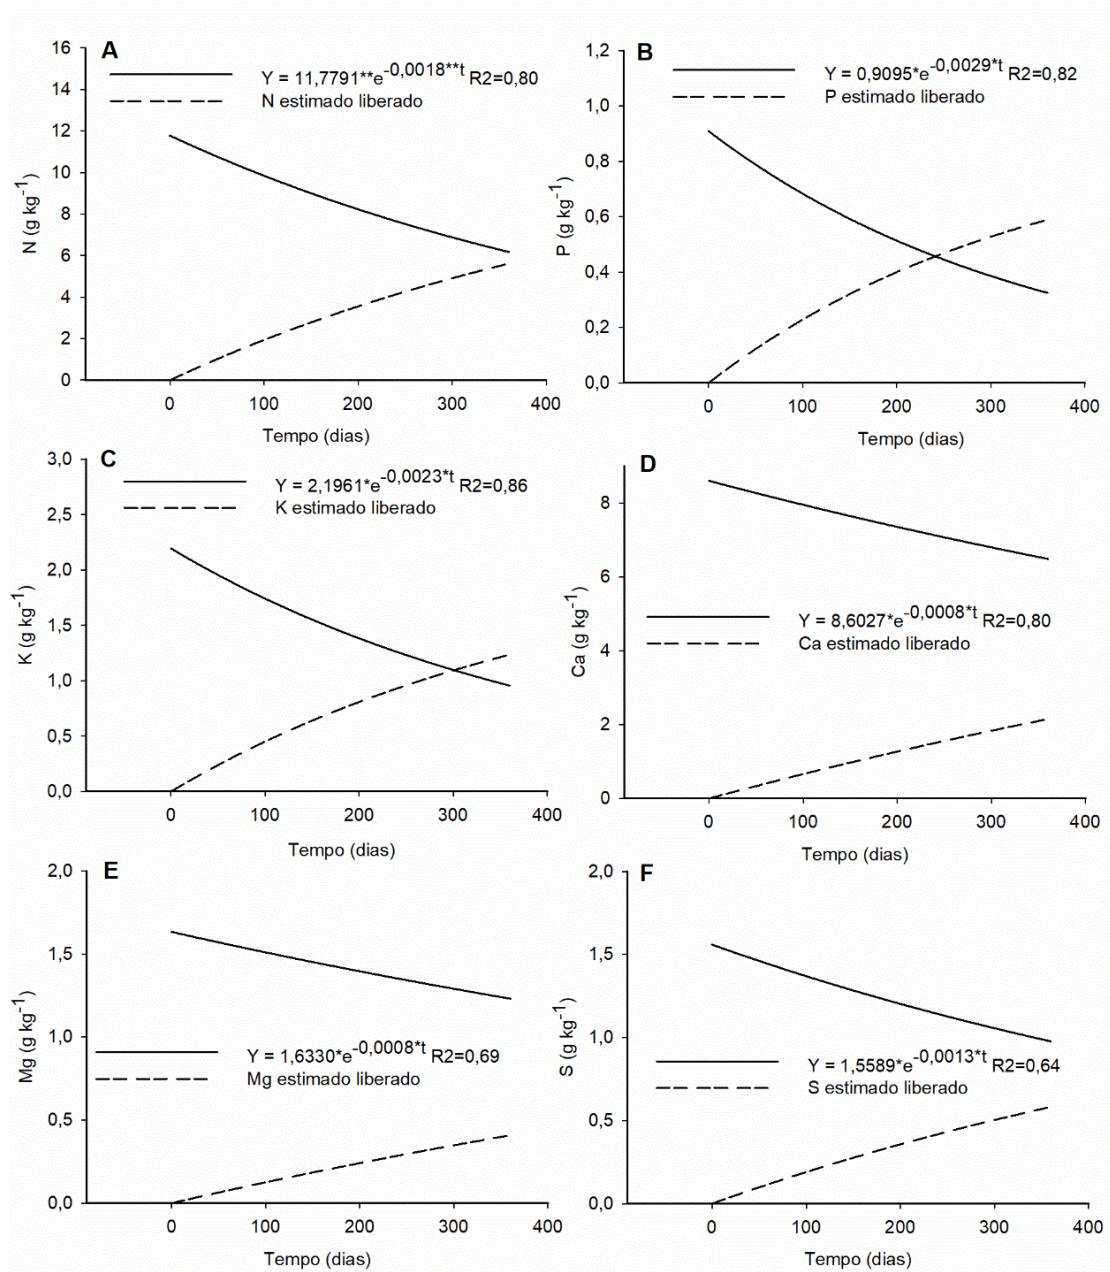 A
Y = 11,7791**e-0,0018**t R2=0,80
N estimado liberado
16
14
12
10
8
6
4
2
0
N (g kg-1)
0 100 200 300 400
Tempo (dias)
B
Y = 0,9095*e-0,0029*t R2=0,82
P estimado liberado
1,2
1,0
0,8
0,6
0,4
0,2
0,0
P (g kg-1)
0 100 200 300 400
Tempo (dias)
C
Y = 2,1961*e-0,0023*t R2=0,86
K estimado liberado
3,0
2,5
2,0
1,5
1,0
0,5
0,0
K (g kg-1)
0 100 200 300 400
Tempo (dias)
D
8
6
Y = 8,6027*e-0,0008*t R2=0,80
Ca estimado liberado
4
2
0
Ca (g kg-1)
0 100 200 300 400
Tempo (dias)
E
2,0
1,5
1,0
Y = 1,6330*e-0,0008*t R2=0,69
Mg estimado liberado
0,5
0,0
Mg (g kg-1)
0 100 200 300 400
Tempo (dias)
F
2,0
1,5
1,0
Y = 1,5589*e-0,0013*t R2=0,64
S estimado liberado
0,5
0,0
S (g kg-1)
0 100 200 300 400
Tempo (dias)